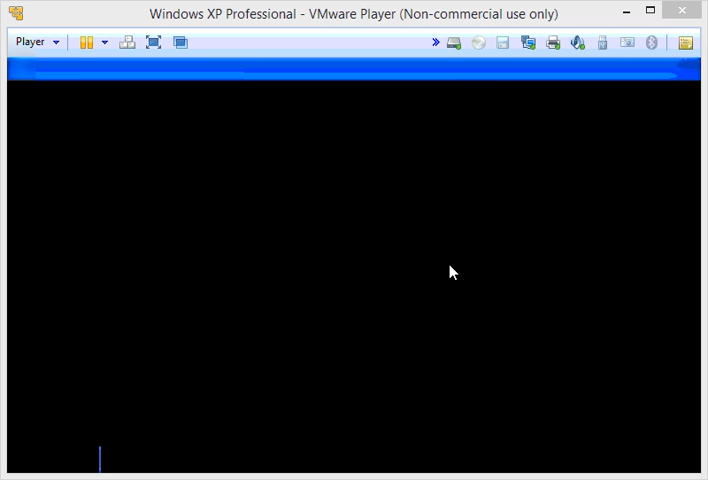 Windows XP Professional - VMware Player (Non-commercial use only)
Player